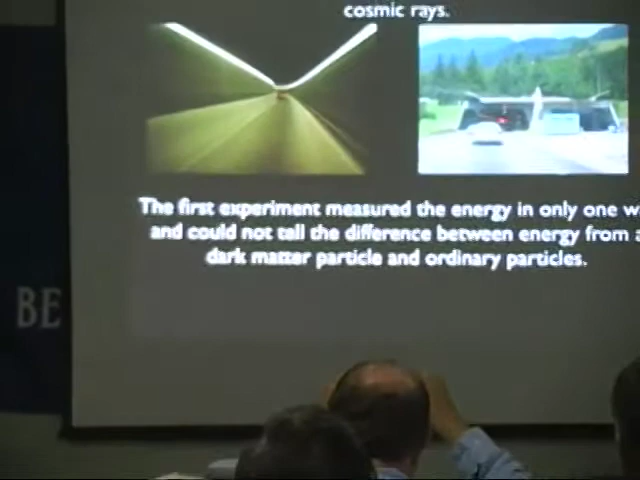 cosmic rays.
The first experiment measured the energy in only one w
and could not tell the difference between energy from a
dark matter particle and ordinary particles.
BE